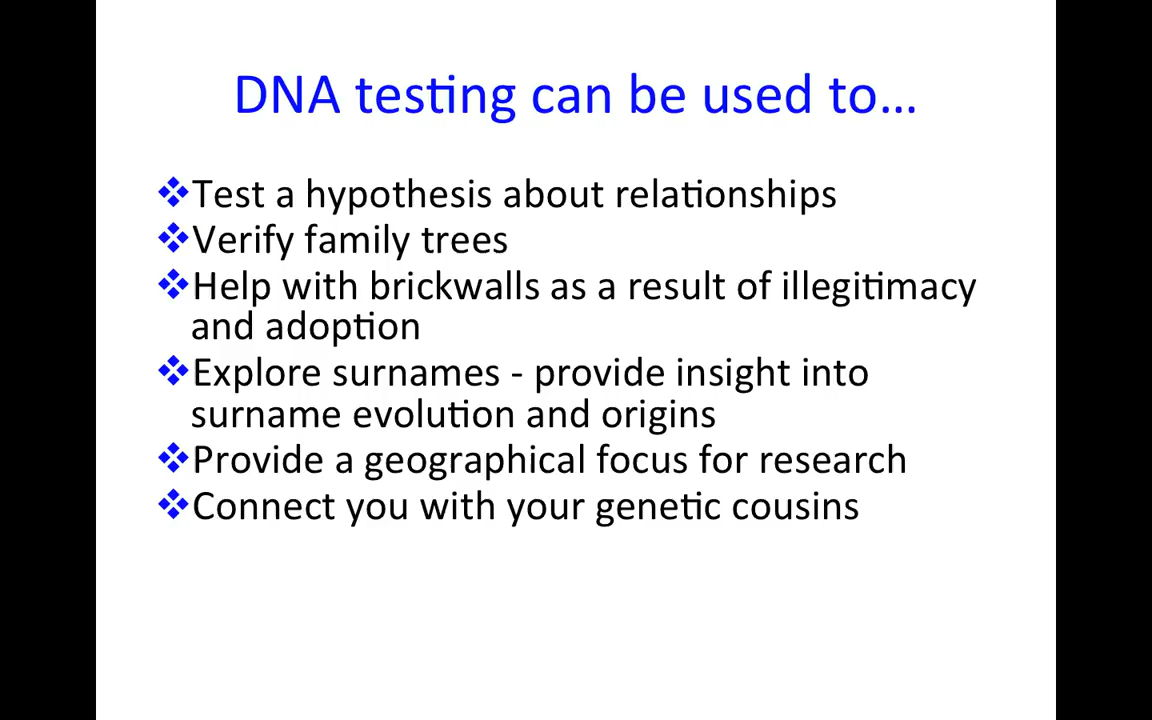 DNA testing can be used to…
❖Test a hypothesis about relationships
❖Verify family trees
❖Help with brickwalls as a result of illegitimacy
and adoption
❖Explore surnames - provide insight into
surname evolution and origins
❖Provide a geographical focus for research
❖Connect you with your genetic cousins